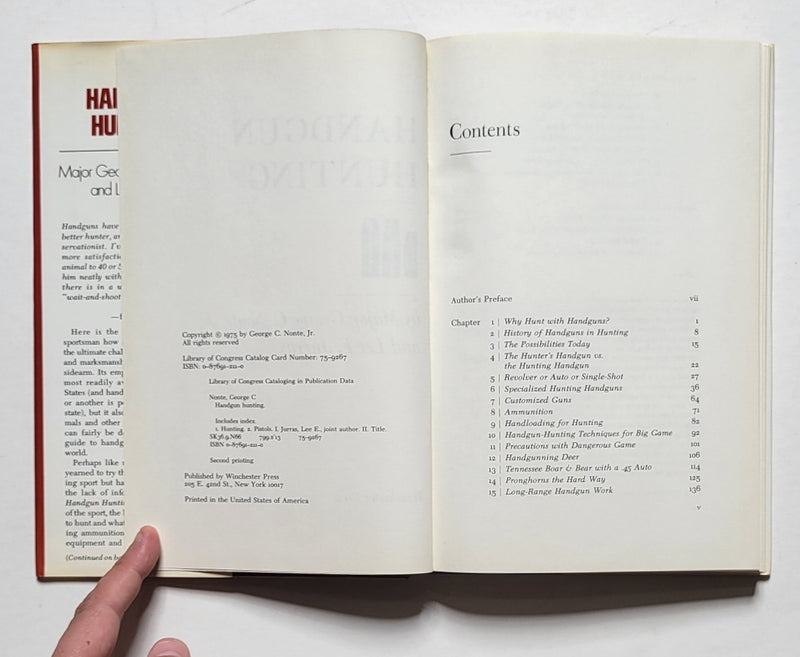 HAN
HU
Major Geo
and L
Handguns have
better hunter, a
servationist. I'v
more satisfacti
animal to 40 or 5
him neatly with
there is in a
"wait-and-shoot
Here is the
sportsman how
the ultimate chal
and marksmansh
sidearm. Its emp
most readily av
States (and hand
or another is p
state), but it also
mals and other
can fairly be d
guide to handg
world.
Perhaps like
yearned to try th
ing sport but ha
the lack of info
Handgun Huntin
of the sport, the
to hunt and wha
ing ammunition
equipment and
(Continued on ba
HANDGUN
HUNTING
Copyright © 1975 by George C. Nonte, Jr.
All rights reserved
Library of Congress Catalog Card Number: 75-9267
ISBN: 0-87691-211-0
Library of Congress Cataloging in Publication Data
Nonte, George C
Handgun hunting.
Includes index.
1. Hunting. 2. Pistols. I. Jurras, Lee E., joint author. II. Title.
SK36.9.N66 799.2'13 75-9267
ISBN 0-87691-211-0
Second printing
Published by Winchester Press
205 E. 42nd St., New York 10017
Printed in the United States of America
Contents
Author's Preface vii
Chapter 1 | Why Hunt with Handguns? 1
2 | History of Handguns in Hunting 8
3 | The Possibilities Today 15
4 | The Hunter's Handgun vs.
the Hunting Handgun 22
5 | Revolver or Auto or Single-Shot 27
6 | Specialized Hunting Handguns 36
7 | Customized Guns 64
8 | Ammunition 71
9 | Handloading for Hunting 82
10 | Handgun-Hunting Techniques for Big Game 92
11 | Precautions with Dangerous Game 101
12 | Handgunning Deer 106
13 | Tennessee Boar & Bear with a .45 Auto 114
14 | Pronghorns the Hard Way 125
15 | Long-Range Handgun Work 136
v